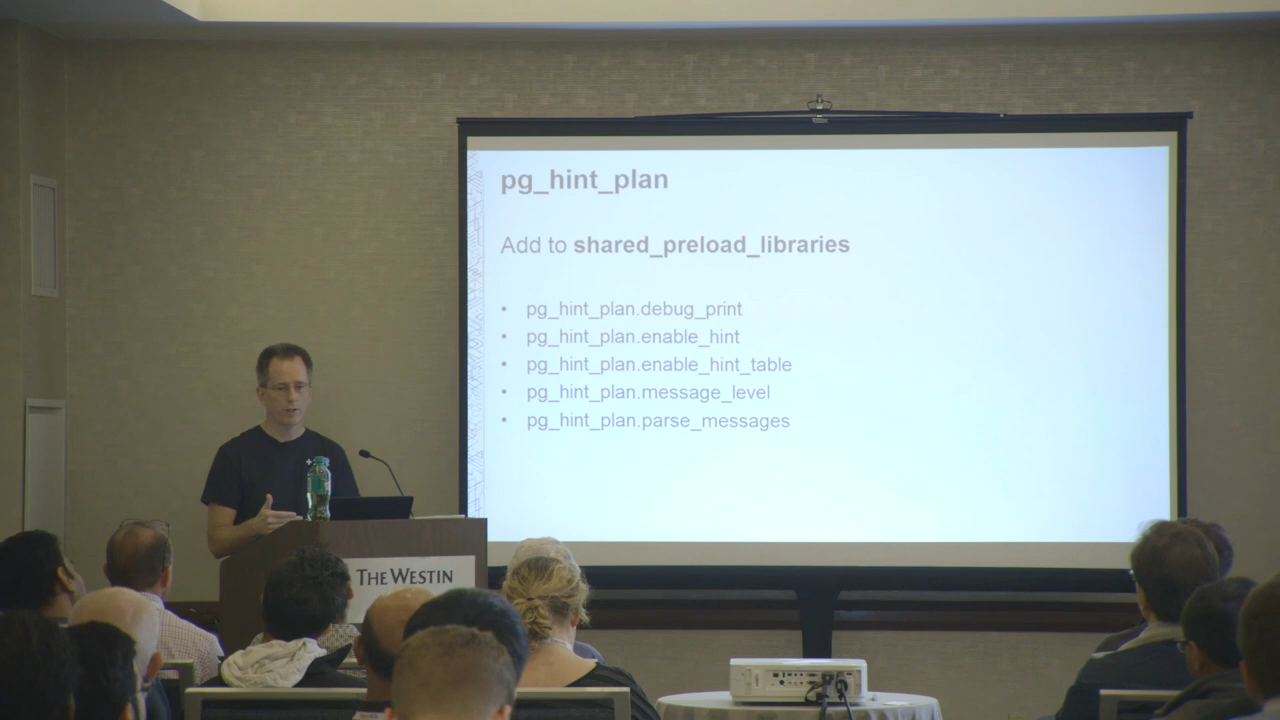 pg_hint_plan
Add to shared_preload_libraries
• pg_hint_plan.debug_print
• pg_hint_plan.enable_hint
• pg_hint_plan.enable_hint_table
• pg_hint_plan.message_level
• pg_hint_plan.parse_messages
THE WESTIN